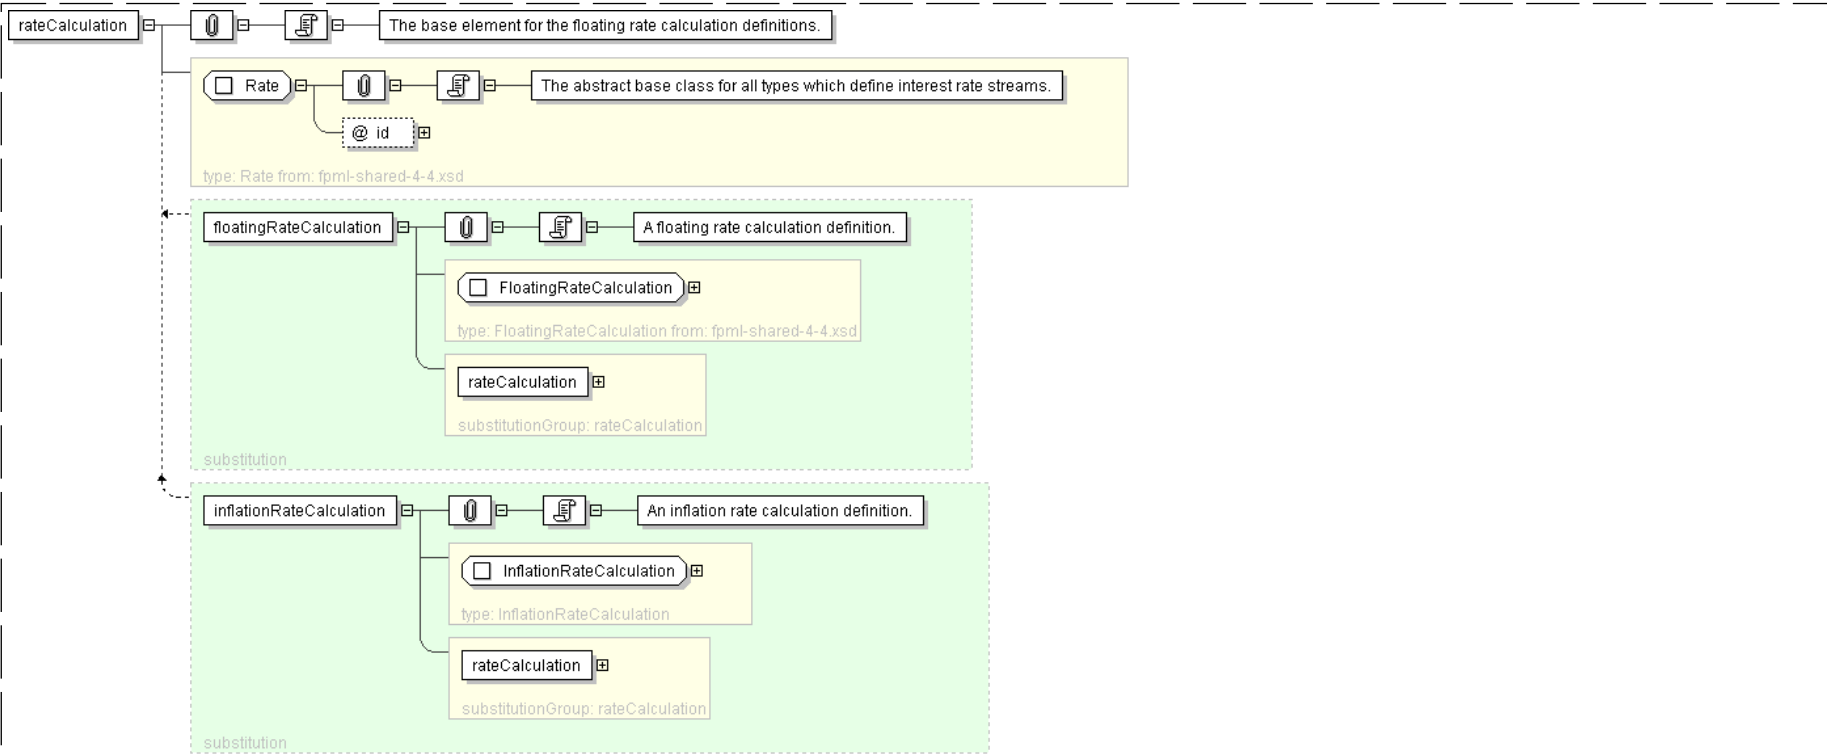 rateCalculation The base element for the floating rate calculation definitions.
Rate The abstract base class for all types which define interest rate streams.
@ id
type: Rate from: fpml-shared-4-4.xsd
floatingRateCalculation A floating rate calculation definition.
FloatingRateCalculation
type: FloatingRateCalculation from: fpml-shared-4-4.xsd
rateCalculation
substitutionGroup: rateCalculation
substitution
inflationRateCalculation An inflation rate calculation definition.
InflationRateCalculation
type: InflationRateCalculation
rateCalculation
substitutionGroup: rateCalculation
substitution